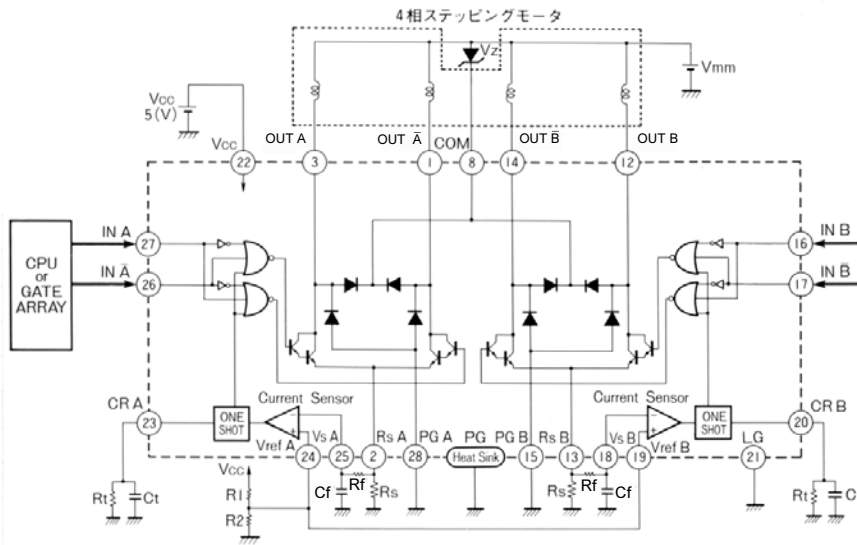 4相ステッピングモータ
Vz
Vmm
Vcc
5(V)
Vcc
OUT A
OUT Ā
COM
OUT B̄
OUT B
22
3
1
8
14
12
CPU
or
GATE
ARRAY
IN A
27
IN Ā
26
IN B
16
IN B̄
17
CR A
23
ONE
SHOT
Current Sensor
-
+
Vref A
Vs A
Rs A
PG A
PG
PG B
Rs B
Vs B
Vref B
Current Sensor
-
+
ONE
SHOT
CR B
20
L.G
24
25
2
28
Heat Sink
15
13
18
19
21
Rt
Ct
Vcc
R1
R2
Cf
Rf
Rs
Rs
Rf
Cf
Rt
C